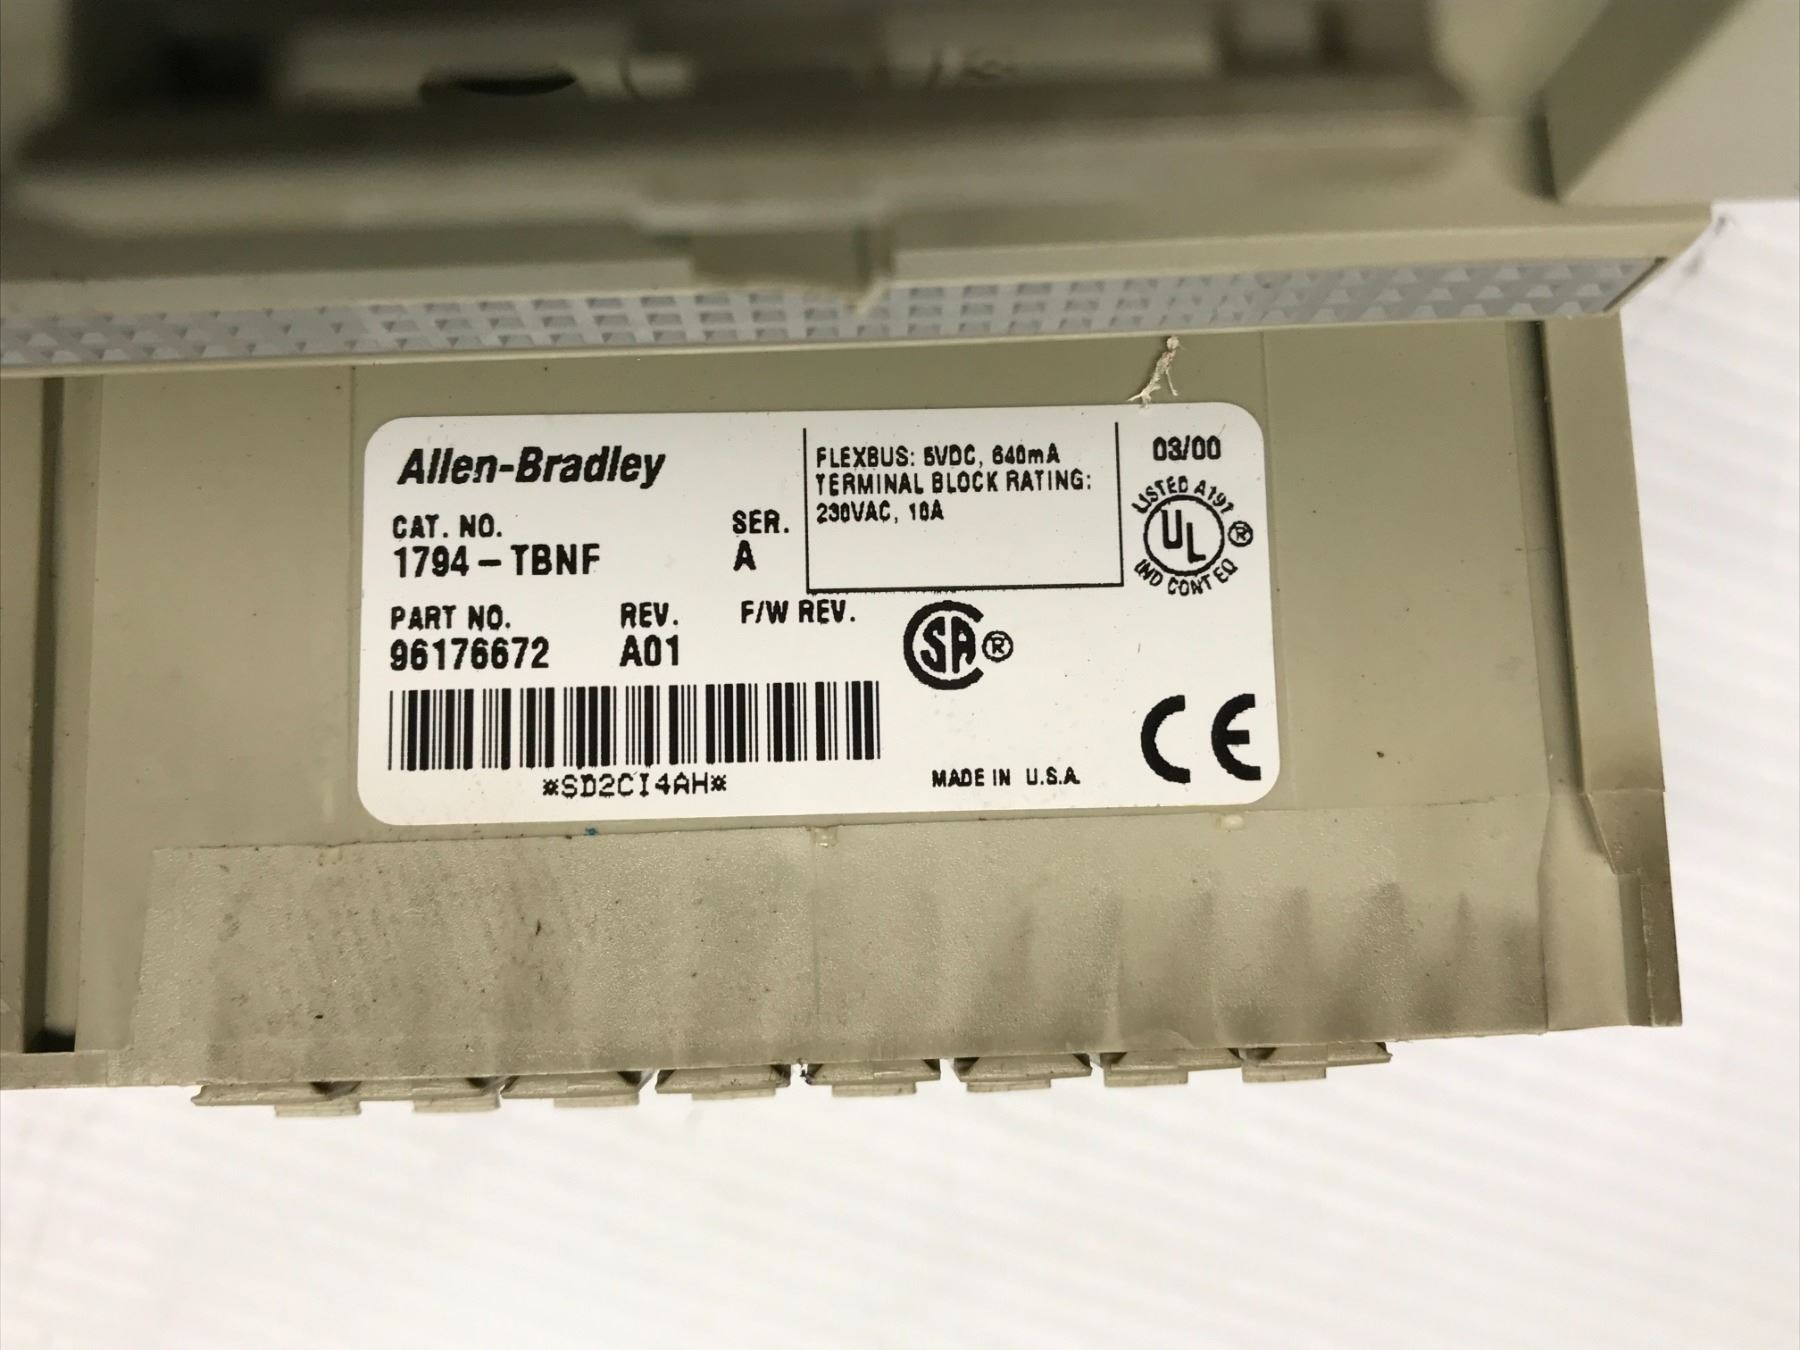 Allen-Bradley
CAT. NO.
1794-TBNF
SER.
A
PART NO.
96176672
REV.
A01
F/W REV.
*SD2CI4AH*
FLEXBUS: 5VDC, 640mA
TERMINAL BLOCK RATING:
230VAC, 10A
03/00
LISTED A197
UL ®
IND CONT EQ
SA ®
MADE IN U.S.A.
CE